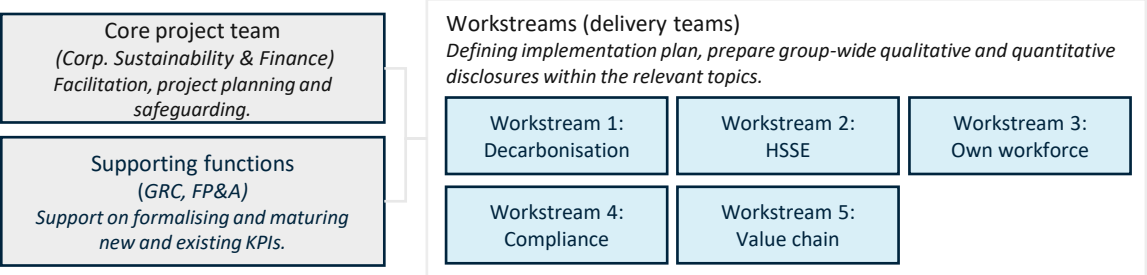 Core project team
(Corp. Sustainability & Finance)
Facilitation, project planning and
safeguarding.
Supporting functions
(GRC, FP&A)
Support on formalising and maturing
new and existing KPIs.
Workstreams (delivery teams)
Defining implementation plan, prepare group-wide qualitative and quantitative
disclosures within the relevant topics.
Workstream 1:
Decarbonisation
Workstream 2:
HSSE
Workstream 3:
Own workforce
Workstream 4:
Compliance
Workstream 5:
Value chain